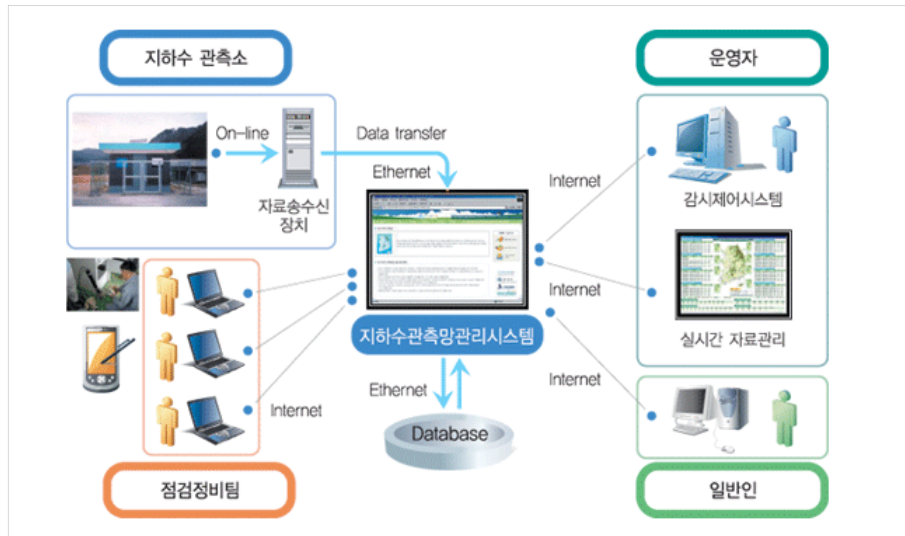 지하수 관측소
운영자
On-line
Data transfer
Ethernet
자료송수신
장치
Internet
감시제어시스템
Internet
실시간 자료관리
지하수관측망관리시스템
Internet
Ethernet
Internet
Database
점검정비팀
일반인